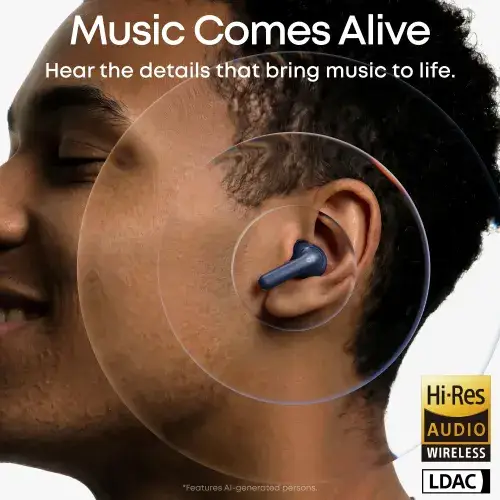 Music Comes Alive
Hear the details that bring music to life.
Hi-Res
AUDIO
WIRELESS
LDAC
*Features AI-generated persons.